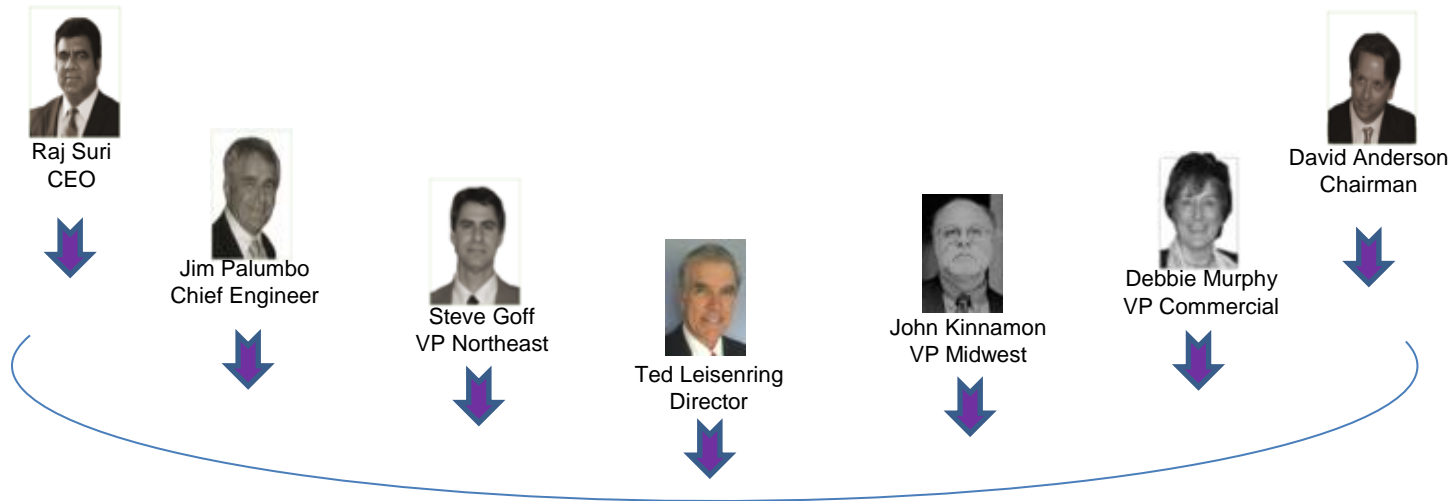 Raj Suri
CEO
Jim Palumbo
Chief Engineer
Steve Goff
VP Northeast
Ted Leisenring
Director
John Kinnamon
VP Midwest
Debbie Murphy
VP Commercial
David Anderson
Chairman